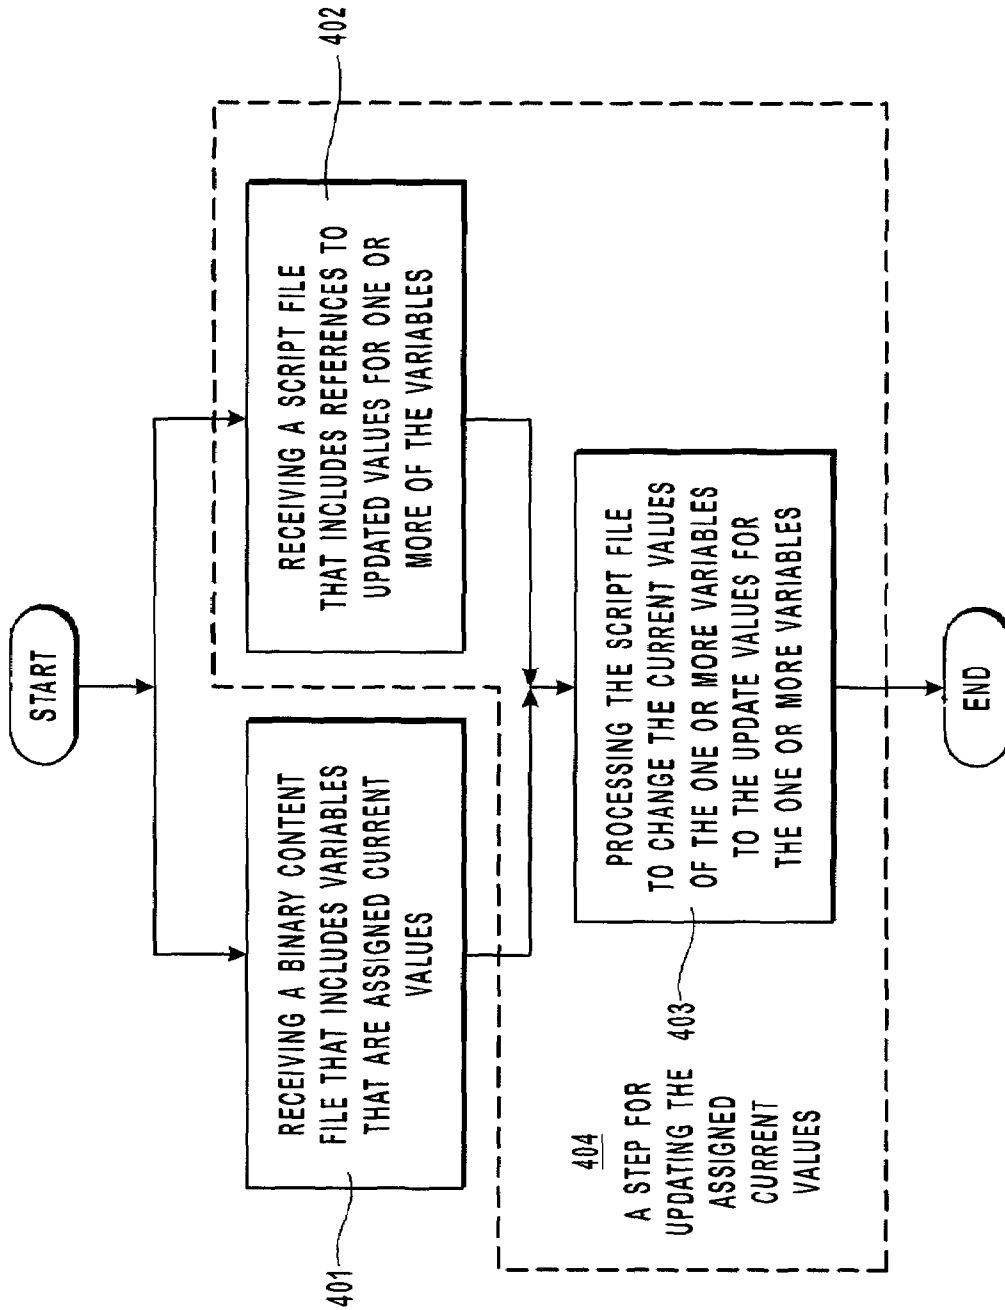 START
401
RECEIVING A BINARY CONTENT
FILE THAT INCLUDES VARIABLES
THAT ARE ASSIGNED CURRENT
VALUES
402
RECEIVING A SCRIPT FILE
THAT INCLUDES REFERENCES TO
UPDATED VALUES FOR ONE OR
MORE OF THE VARIABLES
404
A STEP FOR
UPDATING THE
ASSIGNED
CURRENT
VALUES
403
PROCESSING THE SCRIPT FILE
TO CHANGE THE CURRENT VALUES
OF THE ONE OR MORE VARIABLES
TO THE UPDATE VALUES FOR
THE ONE OR MORE VARIABLES
END